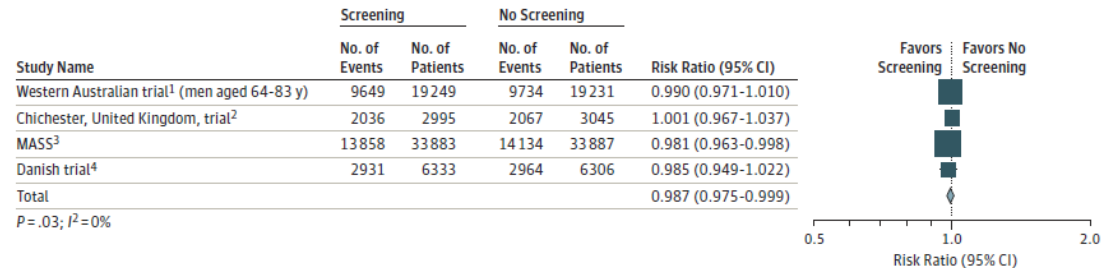 Screening No Screening
Favors Favors No
No. of No. of No. of No. of
Study Name Events Patients Events Patients Risk Ratio (95% CI) Screening Screening
Western Australian trial1 (men aged 64-83 y) 9649 19249 9734 19231 0.990 (0.971-1.010)
Chichester, United Kingdom, trial2 2036 2995 2067 3045 1.001 (0.967-1.037)
MASS3 13858 33883 14134 33887 0.981 (0.963-0.998)
Danish trial4 2931 6333 2964 6306 0.985 (0.949-1.022)
Total 0.987 (0.975-0.999)
P=.03; I2=0%
0.5 1.0 2.0
Risk Ratio (95% CI)